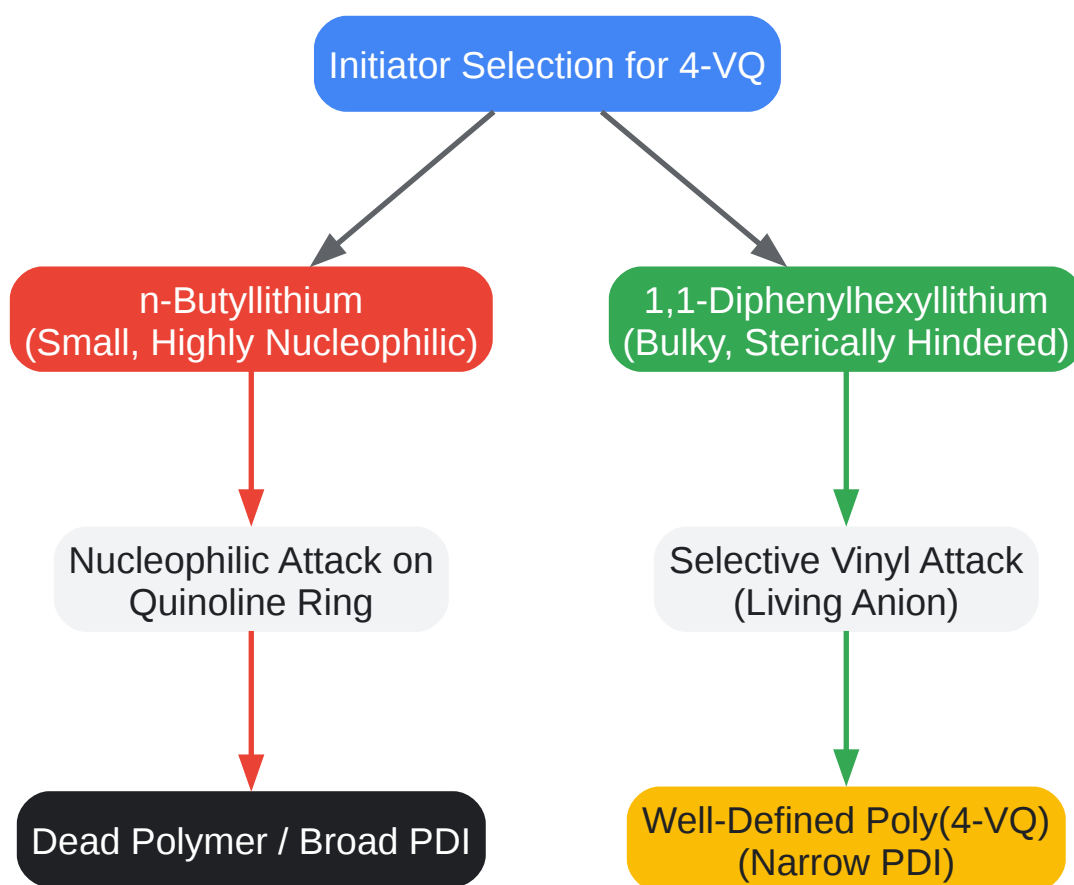 Initiator Selection for 4-VQ
n-Butyllithium
(Small, Highly Nucleophilic)
1,1-Diphenylhexyllithium
(Bulky, Sterically Hindered)
Nucleophilic Attack on
Quinoline Ring
Selective Vinyl Attack
(Living Anion)
Dead Polymer / Broad PDI
Well-Defined Poly(4-VQ)
(Narrow PDI)